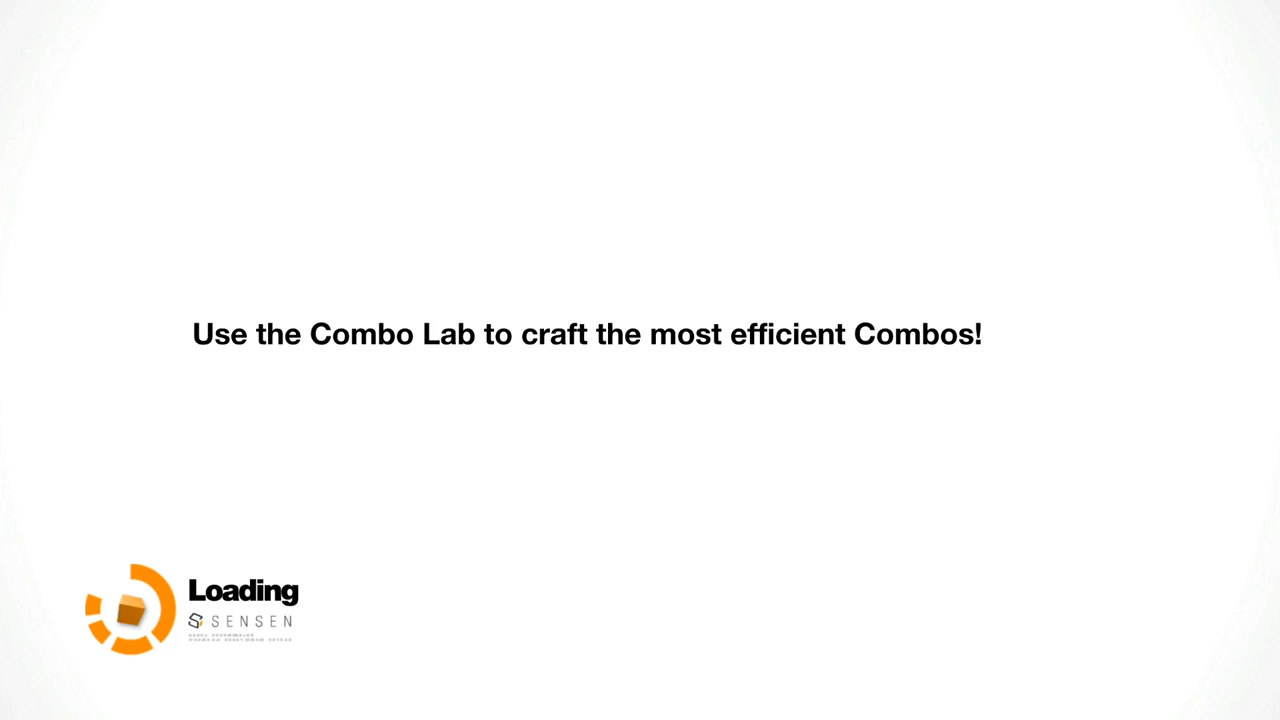 Use the Combo Lab to craft the most efficient Combos!
Loading
SENSEN